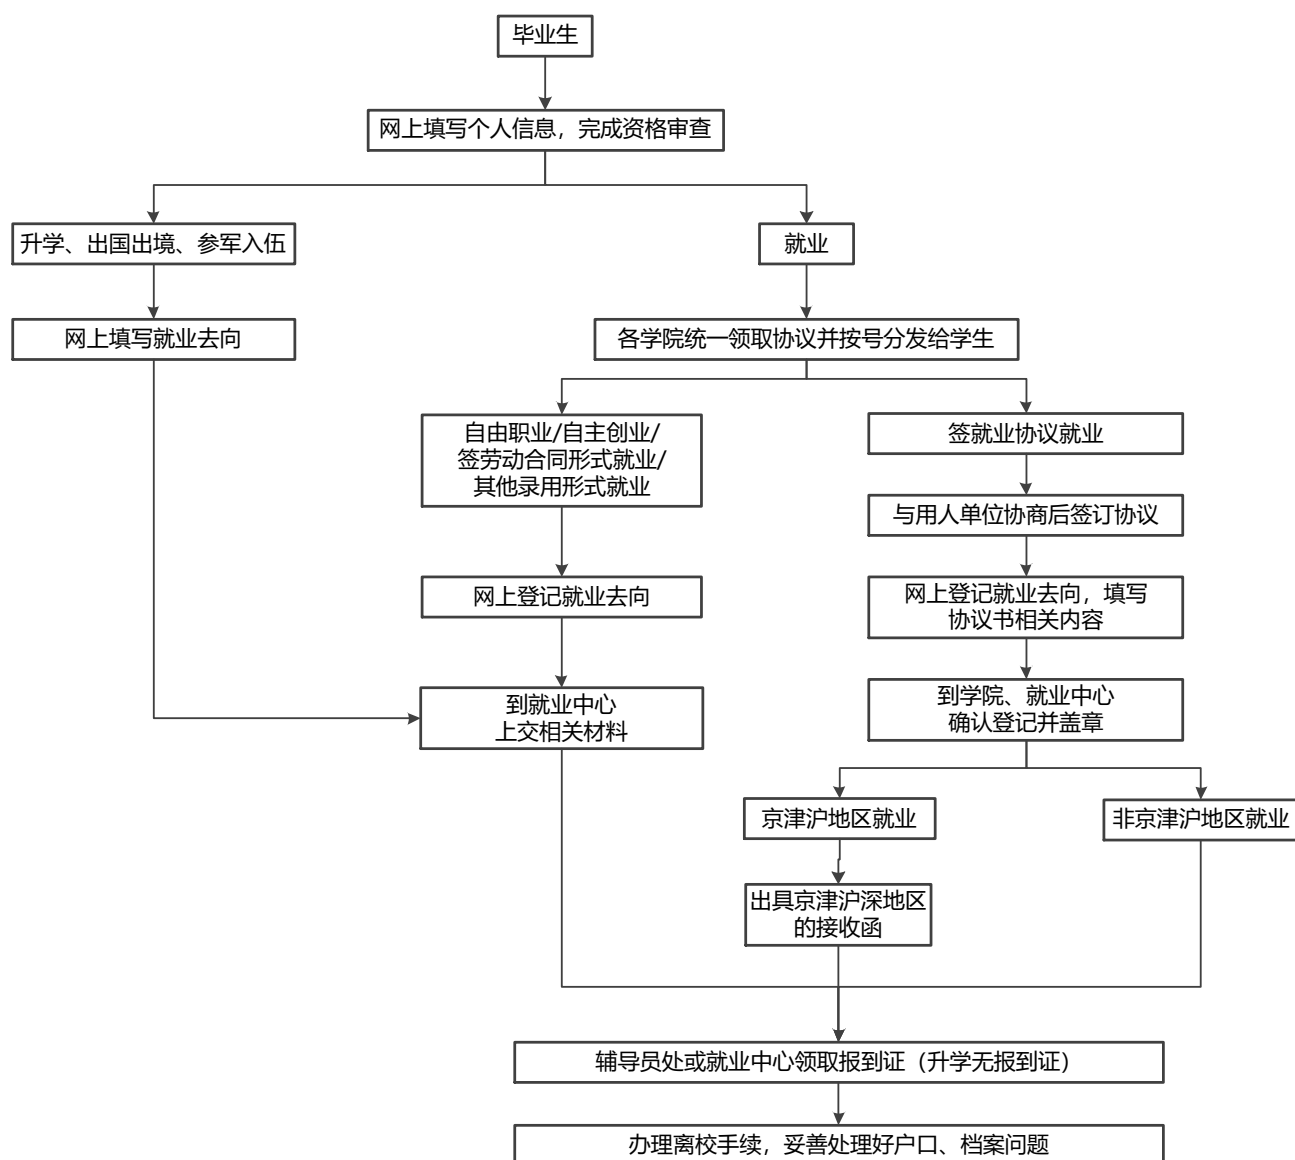 毕业生
网上填写个人信息，完成资格审查
升学、出国出境、参军入伍
就业
网上填写就业去向
各学院统一领取协议并按号分发给学生
自由职业/自主创业/
签劳动合同形式就业/
其他录用形式就业
签就业协议就业
与用人单位协商后签订协议
网上登记就业去向
网上登记就业去向，填写
协议书相关内容
到就业中心
上交相关材料
到学院、就业中心
确认登记并盖章
京津沪地区就业
非京津沪地区就业
出具京津沪深地区
的接收函
辅导员处或就业中心领取报到证（升学无报到证）
办理离校手续，妥善处理好户口、档案问题